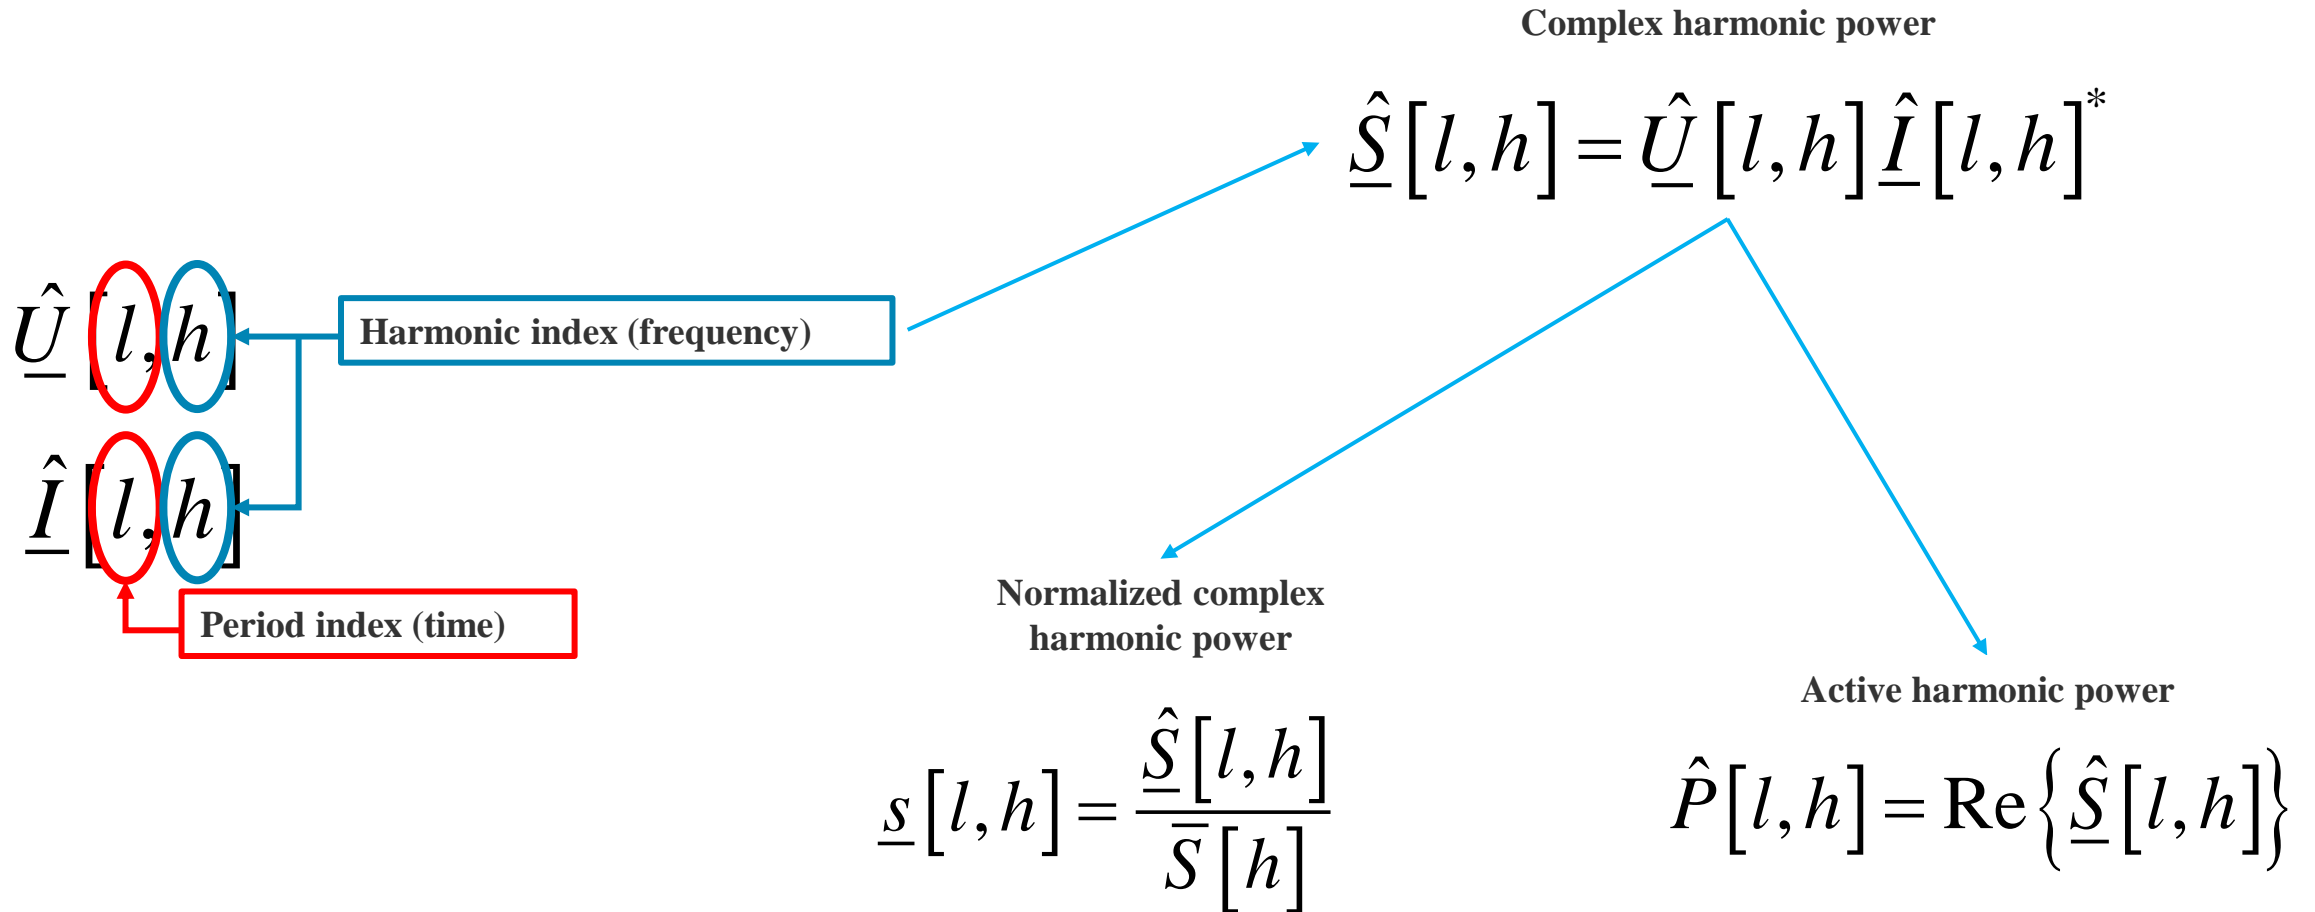 Complex harmonic power
Ŝ̲[l,h] = Û̲[l,h] Î̲[l,h]*
Û̲[l,h]
Harmonic index (frequency)
Î̲[l,h]
Period index (time)
Normalized complex
harmonic power
s̲[l,h] = Ŝ̲[l,h] / S̅[h]
Active harmonic power
P̂[l,h] = Re{Ŝ̲[l,h]}